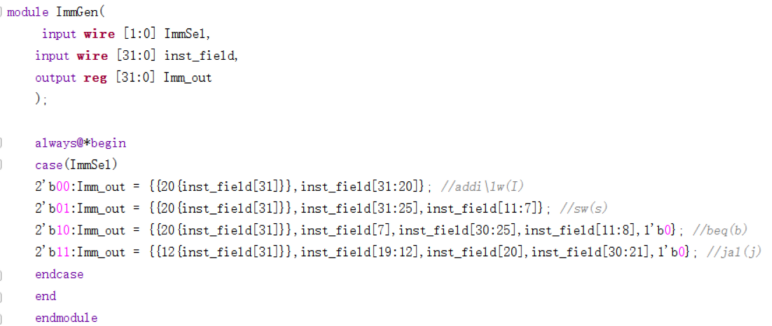 module ImmGen(
input wire [1:0] ImmSel,
input wire [31:0] inst_field,
output reg [31:0] Imm_out
);
always@*begin
case(ImmSel)
2'b00:Imm_out = {{20{inst_field[31]}},inst_field[31:20]}; //addi\lw(I)
2'b01:Imm_out = {{20{inst_field[31]}},inst_field[31:25],inst_field[11:7]}; //sw(s)
2'b10:Imm_out = {{20{inst_field[31]}},inst_field[7],inst_field[30:25],inst_field[11:8],1'b0}; //beq(b)
2'b11:Imm_out = {{12{inst_field[31]}},inst_field[19:12],inst_field[20],inst_field[30:21],1'b0}; //jal(j)
endcase
end
endmodule